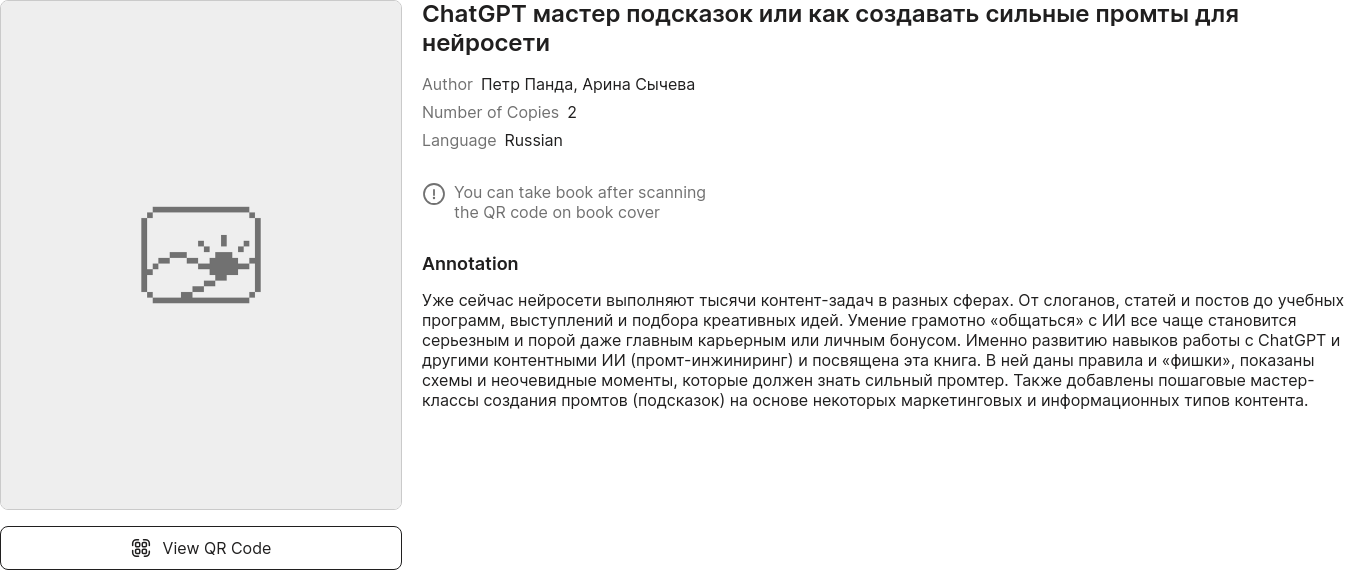 ChatGPT мастер подсказок или как создавать сильные промты для
нейросети
Author Петр Панда, Арина Сычева
Number of Copies 2
Language Russian
You can take book after scanning
the QR code on book cover
Annotation
Уже сейчас нейросети выполняют тысячи контент-задач в разных сферах. От слоганов, статей и постов до учебных
программ, выступлений и подбора креативных идей. Умение грамотно «общаться» с ИИ все чаще становится
серьезным и порой даже главным карьерным или личным бонусом. Именно развитию навыков работы с ChatGPT и
другими контентными ИИ (промт-инжиниринг) и посвящена эта книга. В ней даны правила и «фишки», показаны
схемы и неочевидные моменты, которые должен знать сильный промтер. Также добавлены пошаговые мастер-
классы создания промтов (подсказок) на основе некоторых маркетинговых и информационных типов контента.
View QR Code